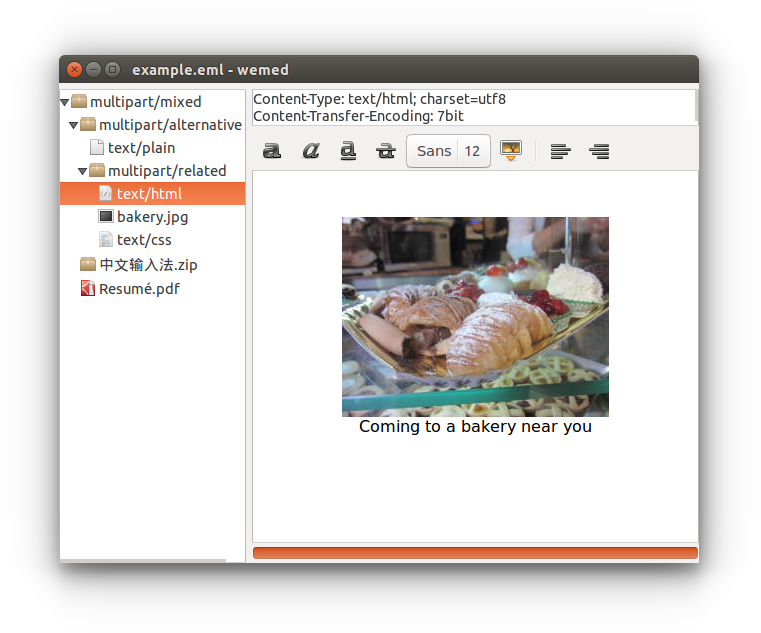 example.eml - wemed
multipart/mixed
multipart/alternative
text/plain
multipart/related
text/html
bakery.jpg
text/css
中文输入法.zip
Resumé.pdf
Content-Type: text/html; charset=utf8
Content-Transfer-Encoding: 7bit
a a a a Sans 12
Coming to a bakery near you